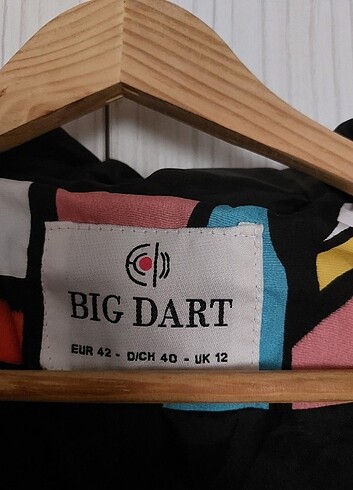 BIG DART
EUR 42 - D/CH 40 - UK 12